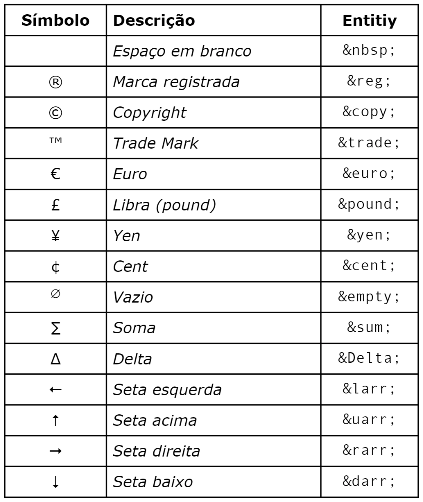 Símbolo Descrição Entitiy
Espaço em branco &nbsp;
® Marca registrada &reg;
© Copyright &copy;
™ Trade Mark &trade;
€ Euro &euro;
£ Libra (pound) &pound;
¥ Yen &yen;
¢ Cent &cent;
∅ Vazio &empty;
∑ Soma &sum;
Δ Delta &Delta;
← Seta esquerda &larr;
↑ Seta acima &uarr;
→ Seta direita &rarr;
↓ Seta baixo &darr;